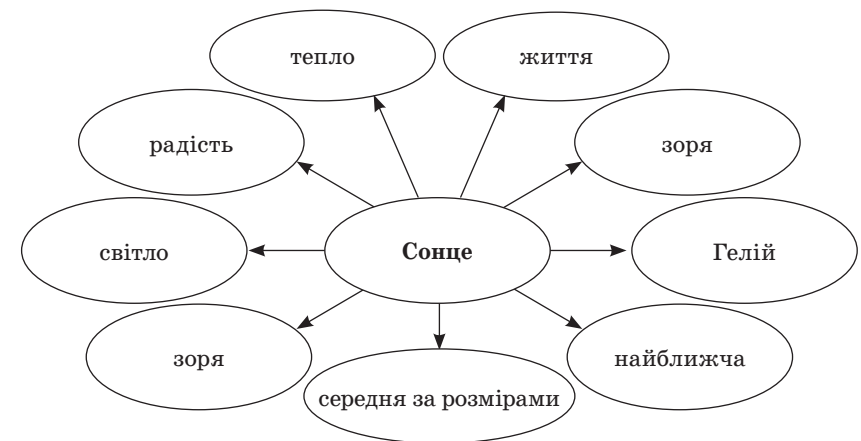 тепло
життя
радість
зоря
світло
Сонце
Гелій
зоря
найближча
середня за розмірами